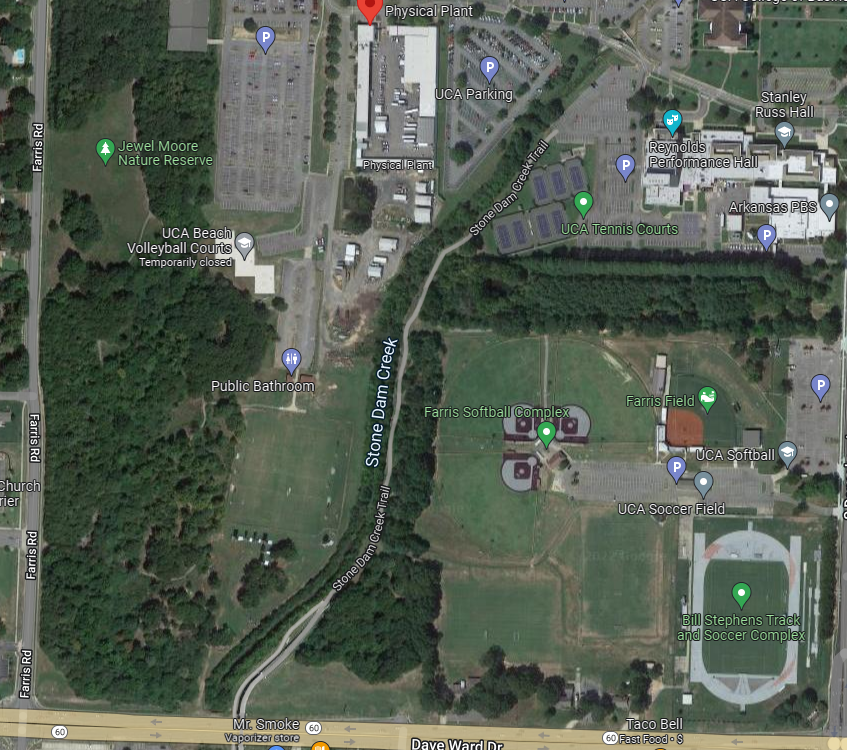 Physical Plant
P
P
UCA Parking
Farris Rd
Jewel Moore
Nature Reserve
Stanley
Russ Hall
Reynolds
Performance Hall
Physical Plant
P
Stone Dam Creek Trail
Arkansas PBS
UCA Tennis Courts
P
UCA Beach
Volleyball Courts
Temporarily closed
Public Bathroom
Stone Dam Creek
P
Farris Softball Complex
Farris Field
Farris Rd
UCA Softball
P
UCA Soccer Field
Church
rier
Farris Rd
Stone Dam Creek Trail
Bill Stephens Track
and Soccer Complex
Farris Rd
60
Mr. Smoke
Vaporizer store
60
Dave Ward Dr
60
Taco Bell
Fast Food • $